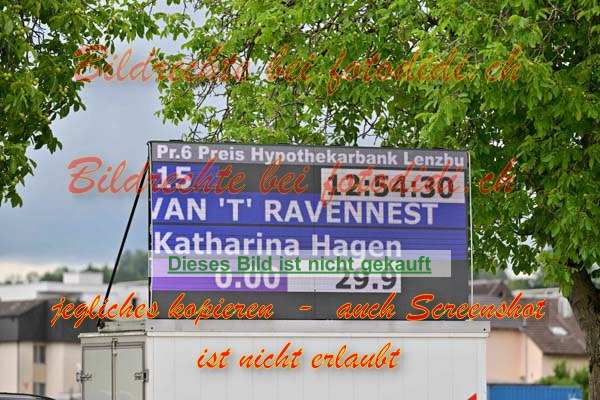 Bildrechte bei fotodidi.ch
Pr.6 Preis Hypothekarbank Lenzbu
15 12:54:30
Bildrechte bei fotodidi.ch
VAN 'T' RAVENNEST
Katharina Hagen
Dieses Bild ist nicht gekauft
0.00 29.9
jegliches kopieren - auch Screenshot
ist nicht erlaubt